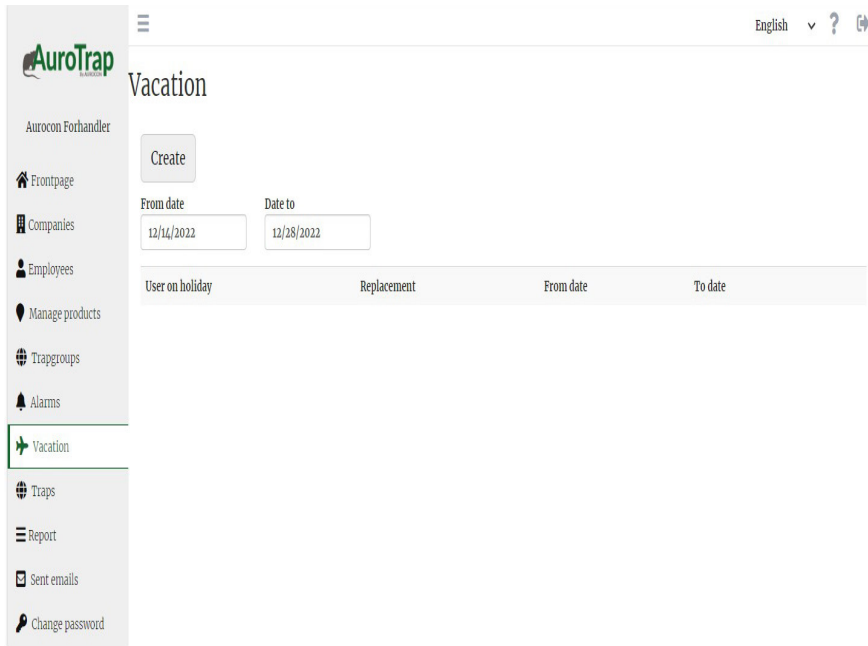 AuroTrap
by AUROCON
Aurocon Forhandler
Frontpage
Companies
Employees
Manage products
Trapgroups
Alarms
Vacation
Traps
Report
Sent emails
Change password
English
?
Vacation
Create
From date Date to
12/14/2022 12/28/2022
User on holiday Replacement From date To date